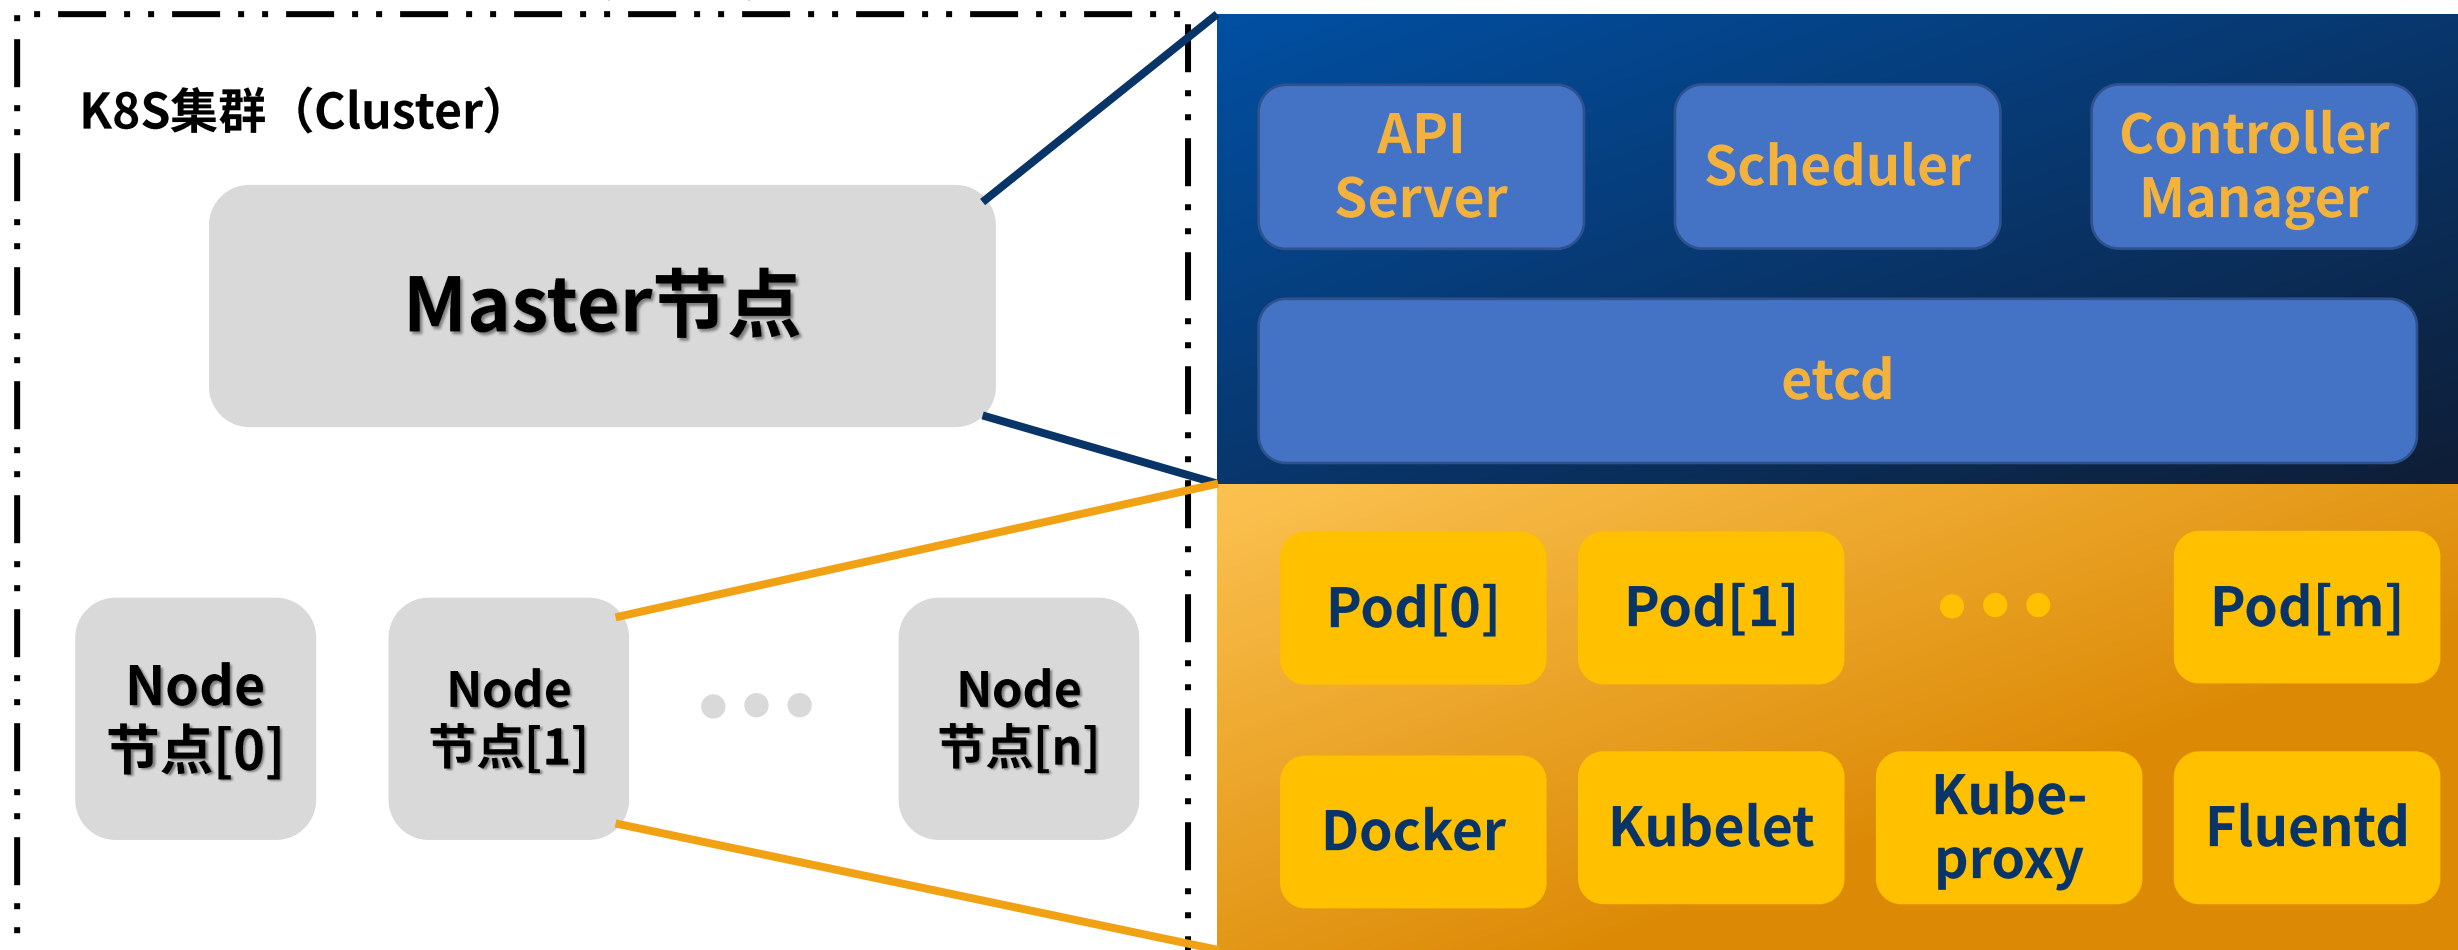 K8S集群（Cluster）
Master节点
Node
节点[0]
Node
节点[1]
Node
节点[n]
API
Server
Scheduler
Controller
Manager
etcd
Pod[0]
Pod[1]
Pod[m]
Docker
Kubelet
Kube-
proxy
Fluentd